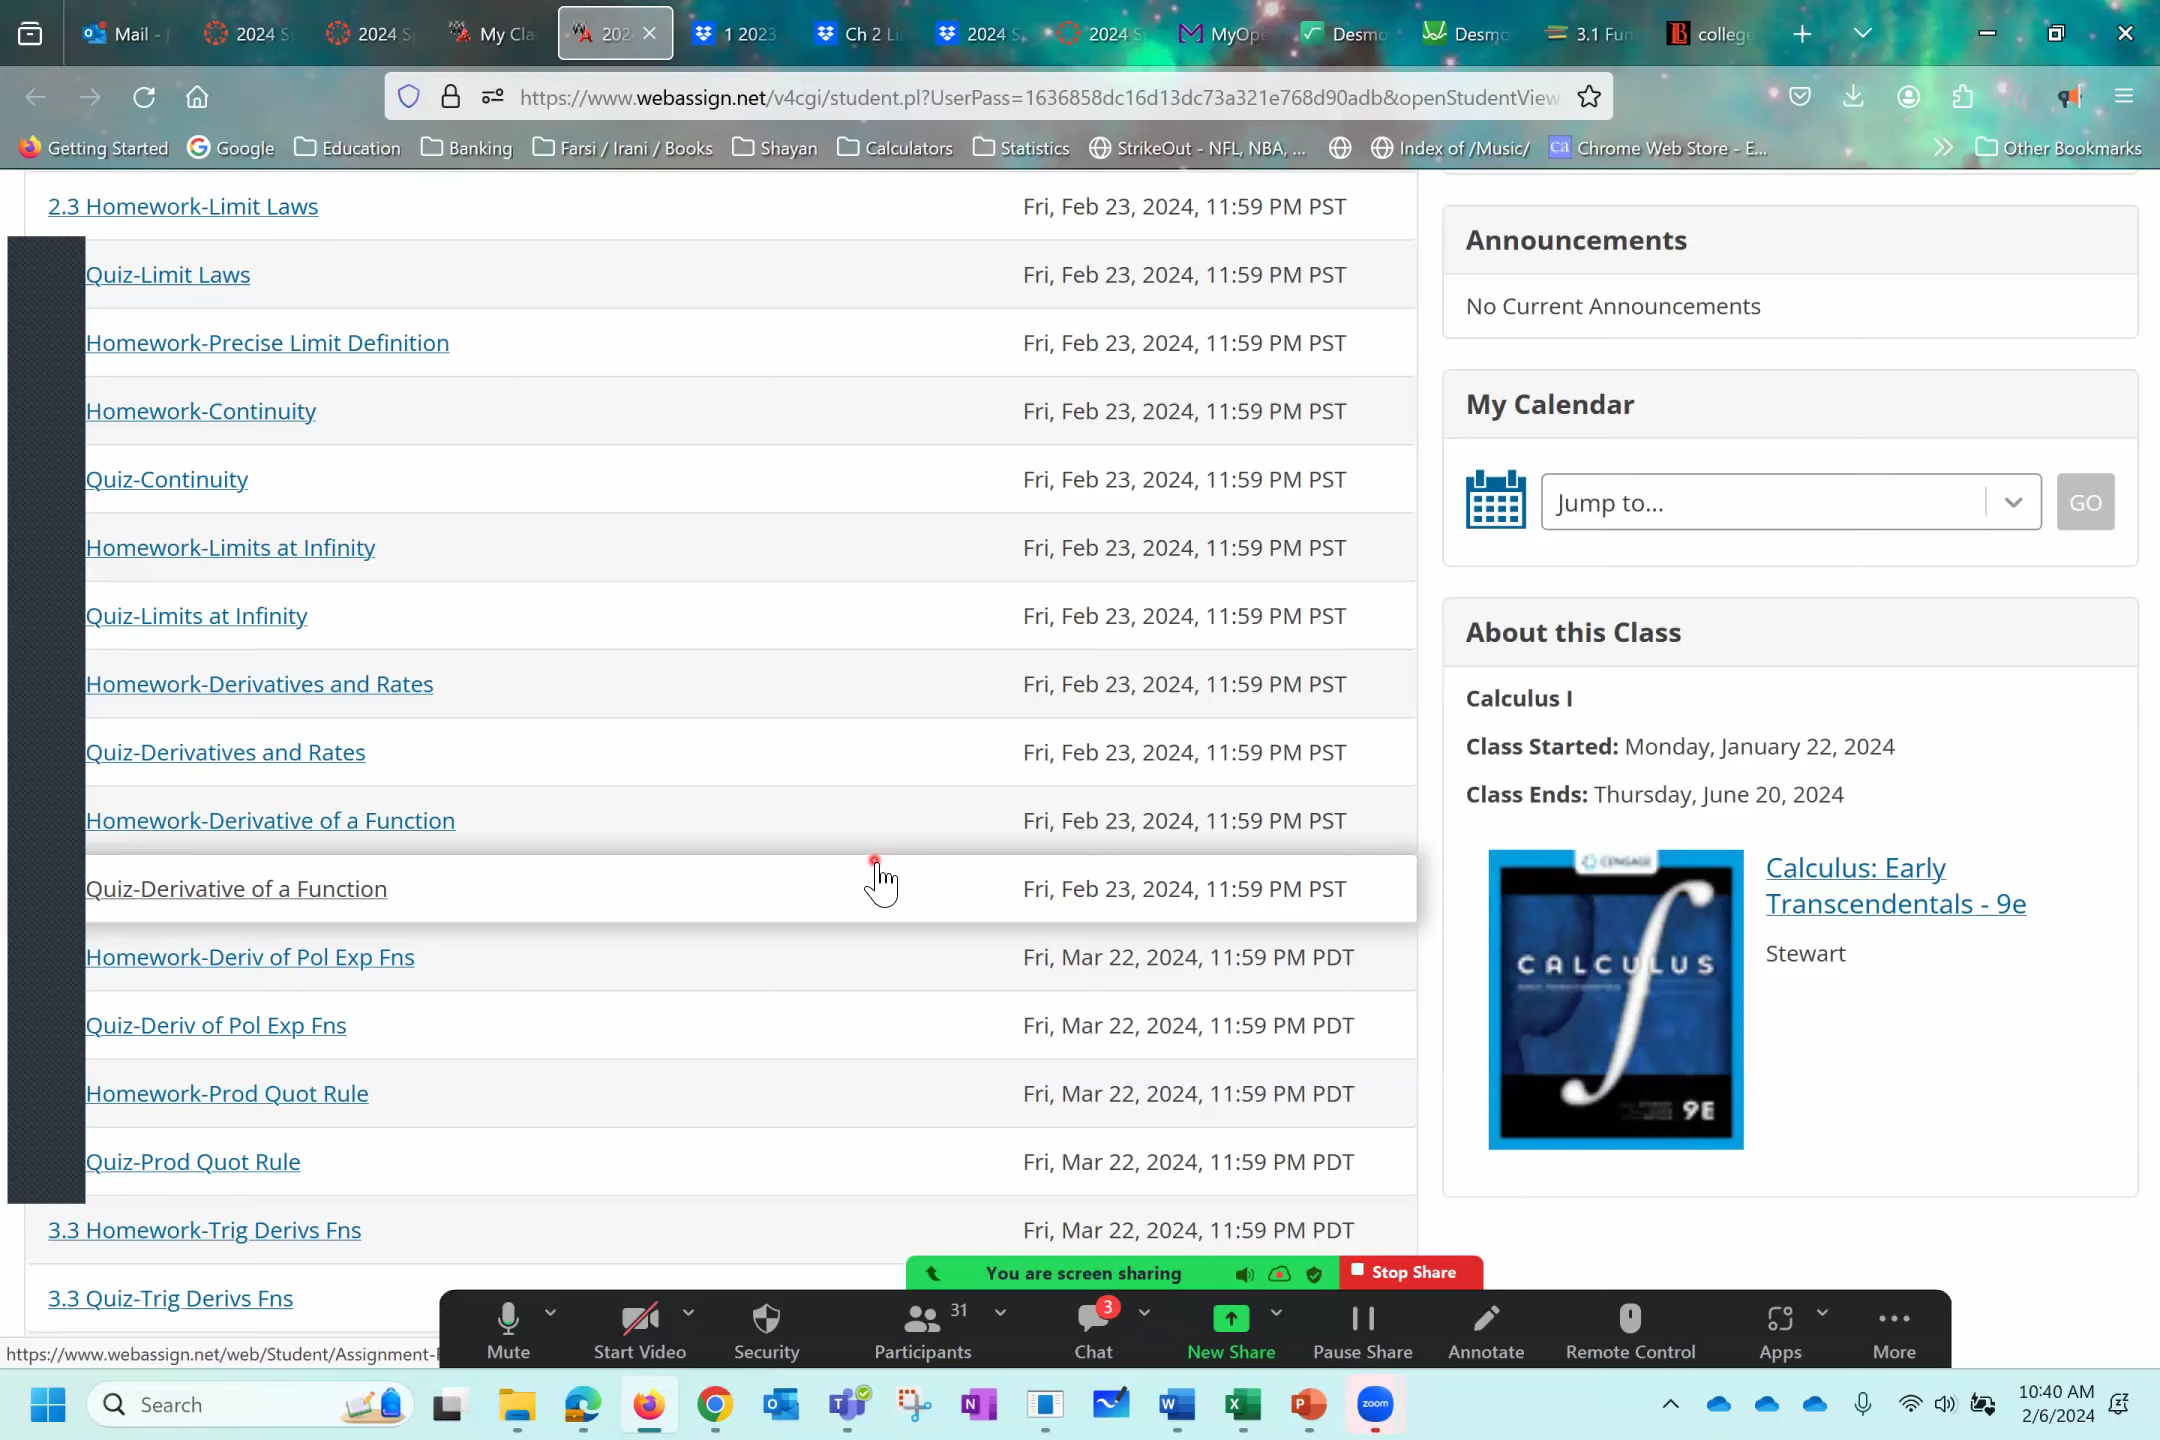 Mail -
2024 S
2024 S
My Cla
202
1 2023
Ch 2 Li
2024 S
2024 S
MyOpe
Desmo
Desmo
3.1 Fun
college
https://www.webassign.net/v4cgi/student.pl?UserPass=1636858dc16d13dc73a321e768d90adb&openStudentView
Getting Started
Google
Education
Banking
Farsi / Irani / Books
Shayan
Calculators
Statistics
StrikeOut - NFL, NBA, ...
Index of /Music/
Chrome Web Store - E...
Other Bookmarks
2.3 Homework-Limit Laws Fri, Feb 23, 2024, 11:59 PM PST
Quiz-Limit Laws Fri, Feb 23, 2024, 11:59 PM PST
Homework-Precise Limit Definition Fri, Feb 23, 2024, 11:59 PM PST
Homework-Continuity Fri, Feb 23, 2024, 11:59 PM PST
Quiz-Continuity Fri, Feb 23, 2024, 11:59 PM PST
Homework-Limits at Infinity Fri, Feb 23, 2024, 11:59 PM PST
Quiz-Limits at Infinity Fri, Feb 23, 2024, 11:59 PM PST
Homework-Derivatives and Rates Fri, Feb 23, 2024, 11:59 PM PST
Quiz-Derivatives and Rates Fri, Feb 23, 2024, 11:59 PM PST
Homework-Derivative of a Function Fri, Feb 23, 2024, 11:59 PM PST
Quiz-Derivative of a Function Fri, Feb 23, 2024, 11:59 PM PST
Homework-Deriv of Pol Exp Fns Fri, Mar 22, 2024, 11:59 PM PDT
Quiz-Deriv of Pol Exp Fns Fri, Mar 22, 2024, 11:59 PM PDT
Homework-Prod Quot Rule Fri, Mar 22, 2024, 11:59 PM PDT
Quiz-Prod Quot Rule Fri, Mar 22, 2024, 11:59 PM PDT
3.3 Homework-Trig Derivs Fns Fri, Mar 22, 2024, 11:59 PM PDT
3.3 Quiz-Trig Derivs Fns
Announcements
No Current Announcements
My Calendar
Jump to...
GO
About this Class
Calculus I
Class Started: Monday, January 22, 2024
Class Ends: Thursday, June 20, 2024
CENGAGE
CALCULUS
9E
Calculus: Early
Transcendentals - 9e
Stewart
You are screen sharing
Stop Share
Mute
Start Video
Security
31
Participants
3
Chat
New Share
Pause Share
Annotate
Remote Control
Apps
More
https://www.webassign.net/web/Student/Assignment-
Search
zoom
10:40 AM
2/6/2024